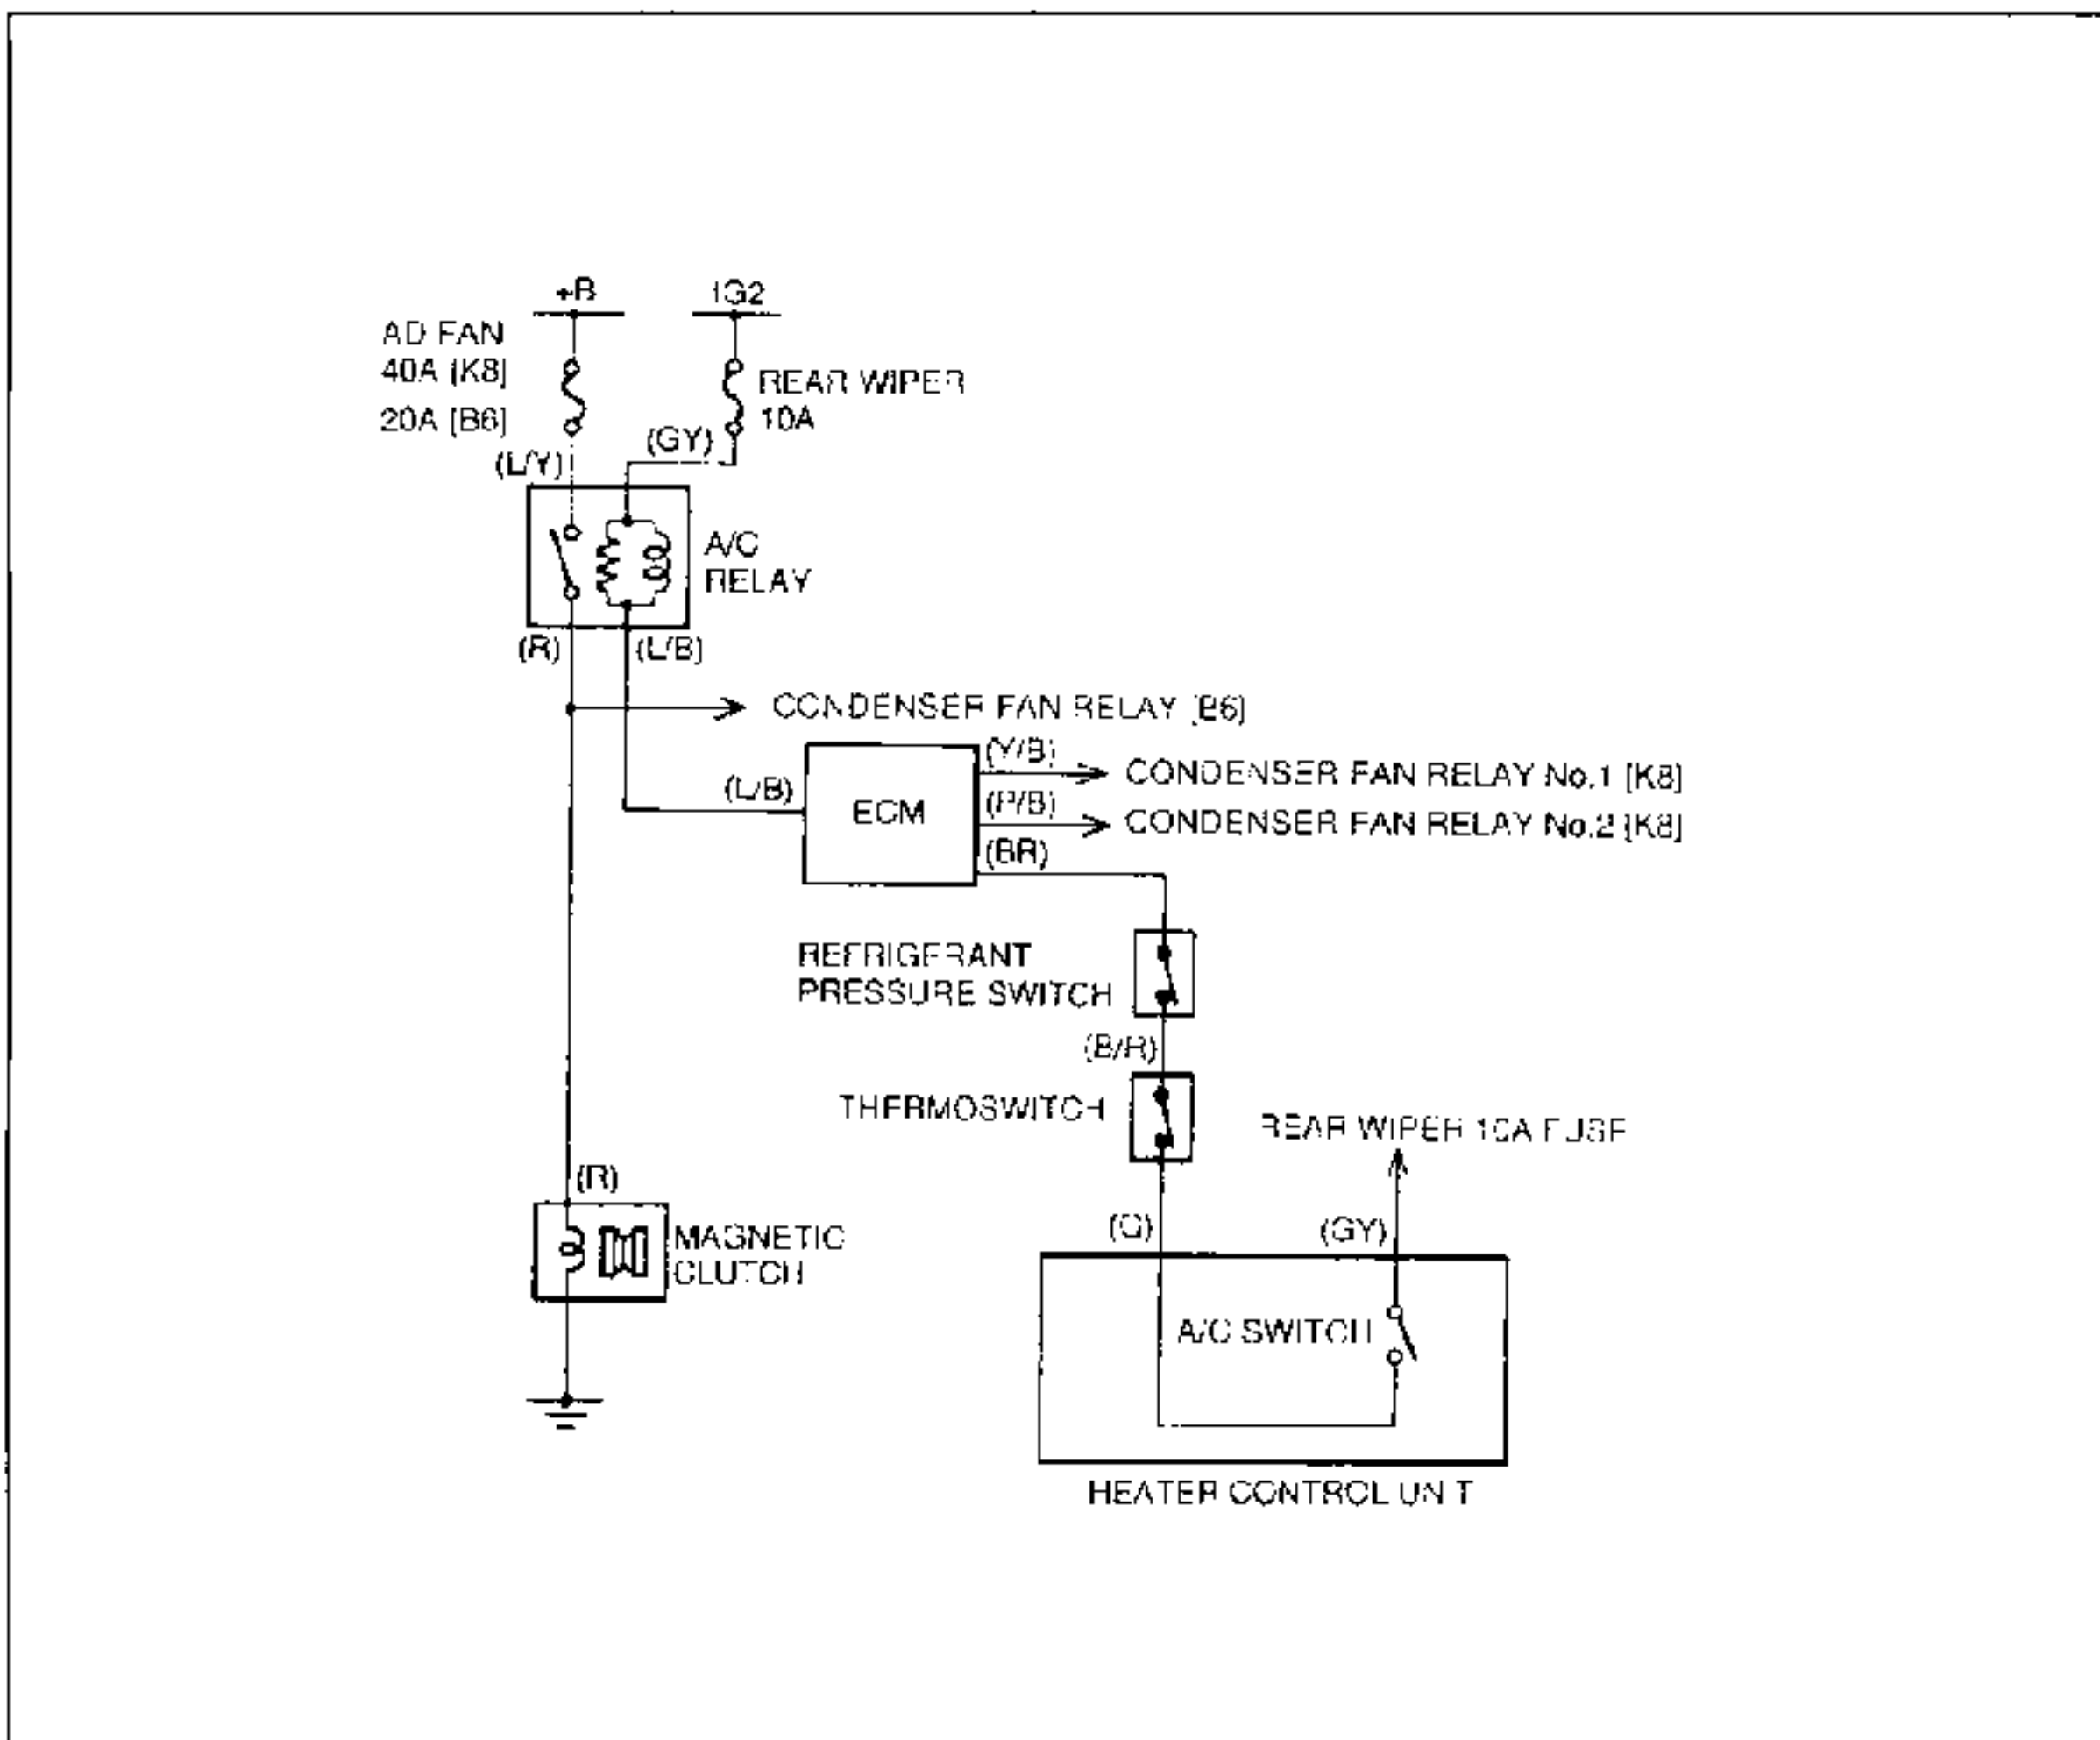 +B
IG2
AD FAN
40A [K8]
20A [B6]
REAR WIPER
10A
(GY)
(L/Y)
A/C
RELAY
(R)
(L/B)
CONDENSER FAN RELAY [B6]
(Y/B)
CONDENSER FAN RELAY No.1 [K8]
(L/B)
ECM
(P/B)
CONDENSER FAN RELAY No.2 [K8]
(BR)
REFRIGERANT
PRESSURE SWITCH
(B/R)
THERMOSWITCH
REAR WIPER 10A FUSE
(R)
(G)
(GY)
MAGNETIC
CLUTCH
A/C SWITCH
HEATER CONTROL UNIT